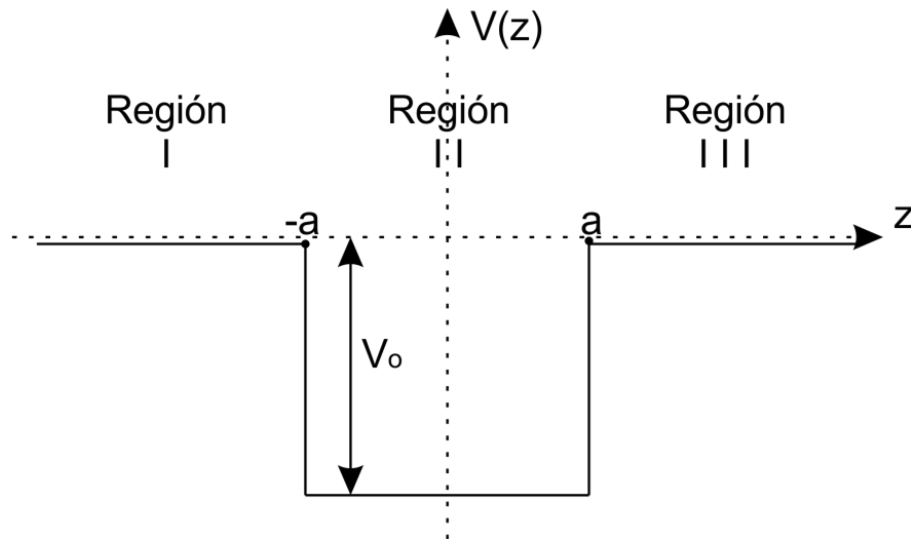 V(z)
Región
I
Región
I I
Región
I I I
-a
a
z
Vo